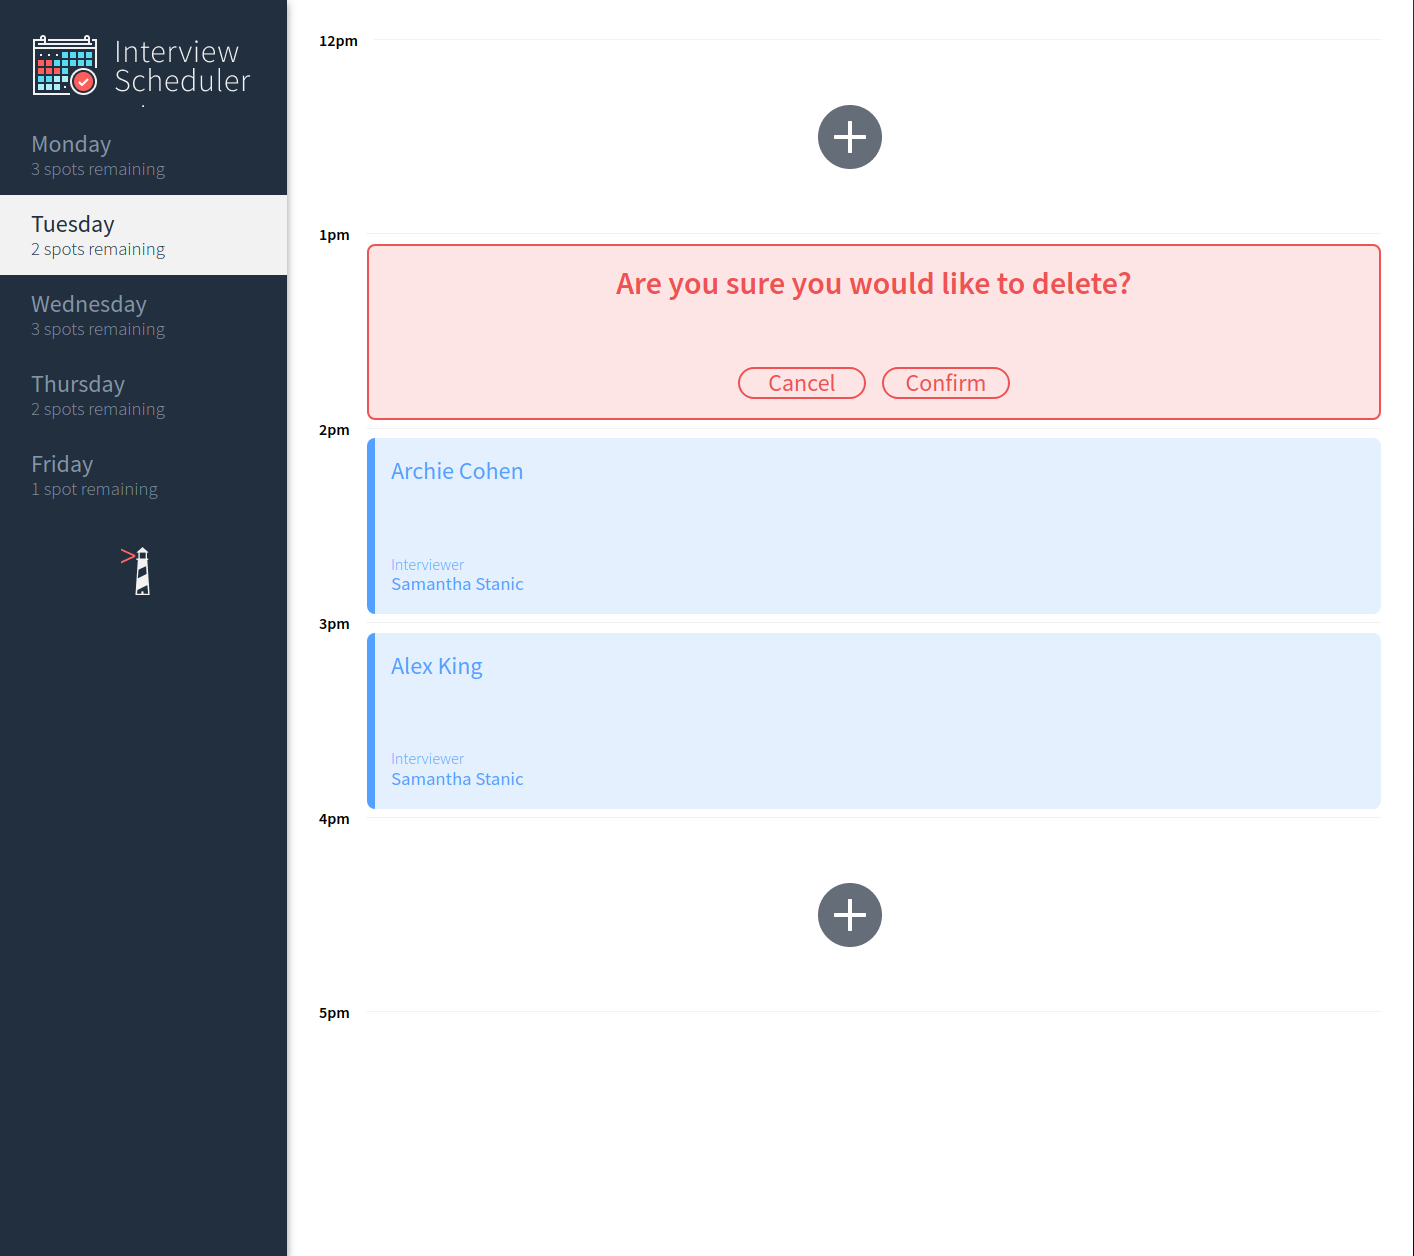 Interview
Scheduler
Monday
3 spots remaining
Tuesday
2 spots remaining
Wednesday
3 spots remaining
Thursday
2 spots remaining
Friday
1 spot remaining
12pm
1pm
Are you sure you would like to delete?
Cancel Confirm
2pm
Archie Cohen
Interviewer
Samantha Stanic
3pm
Alex King
Interviewer
Samantha Stanic
4pm
5pm